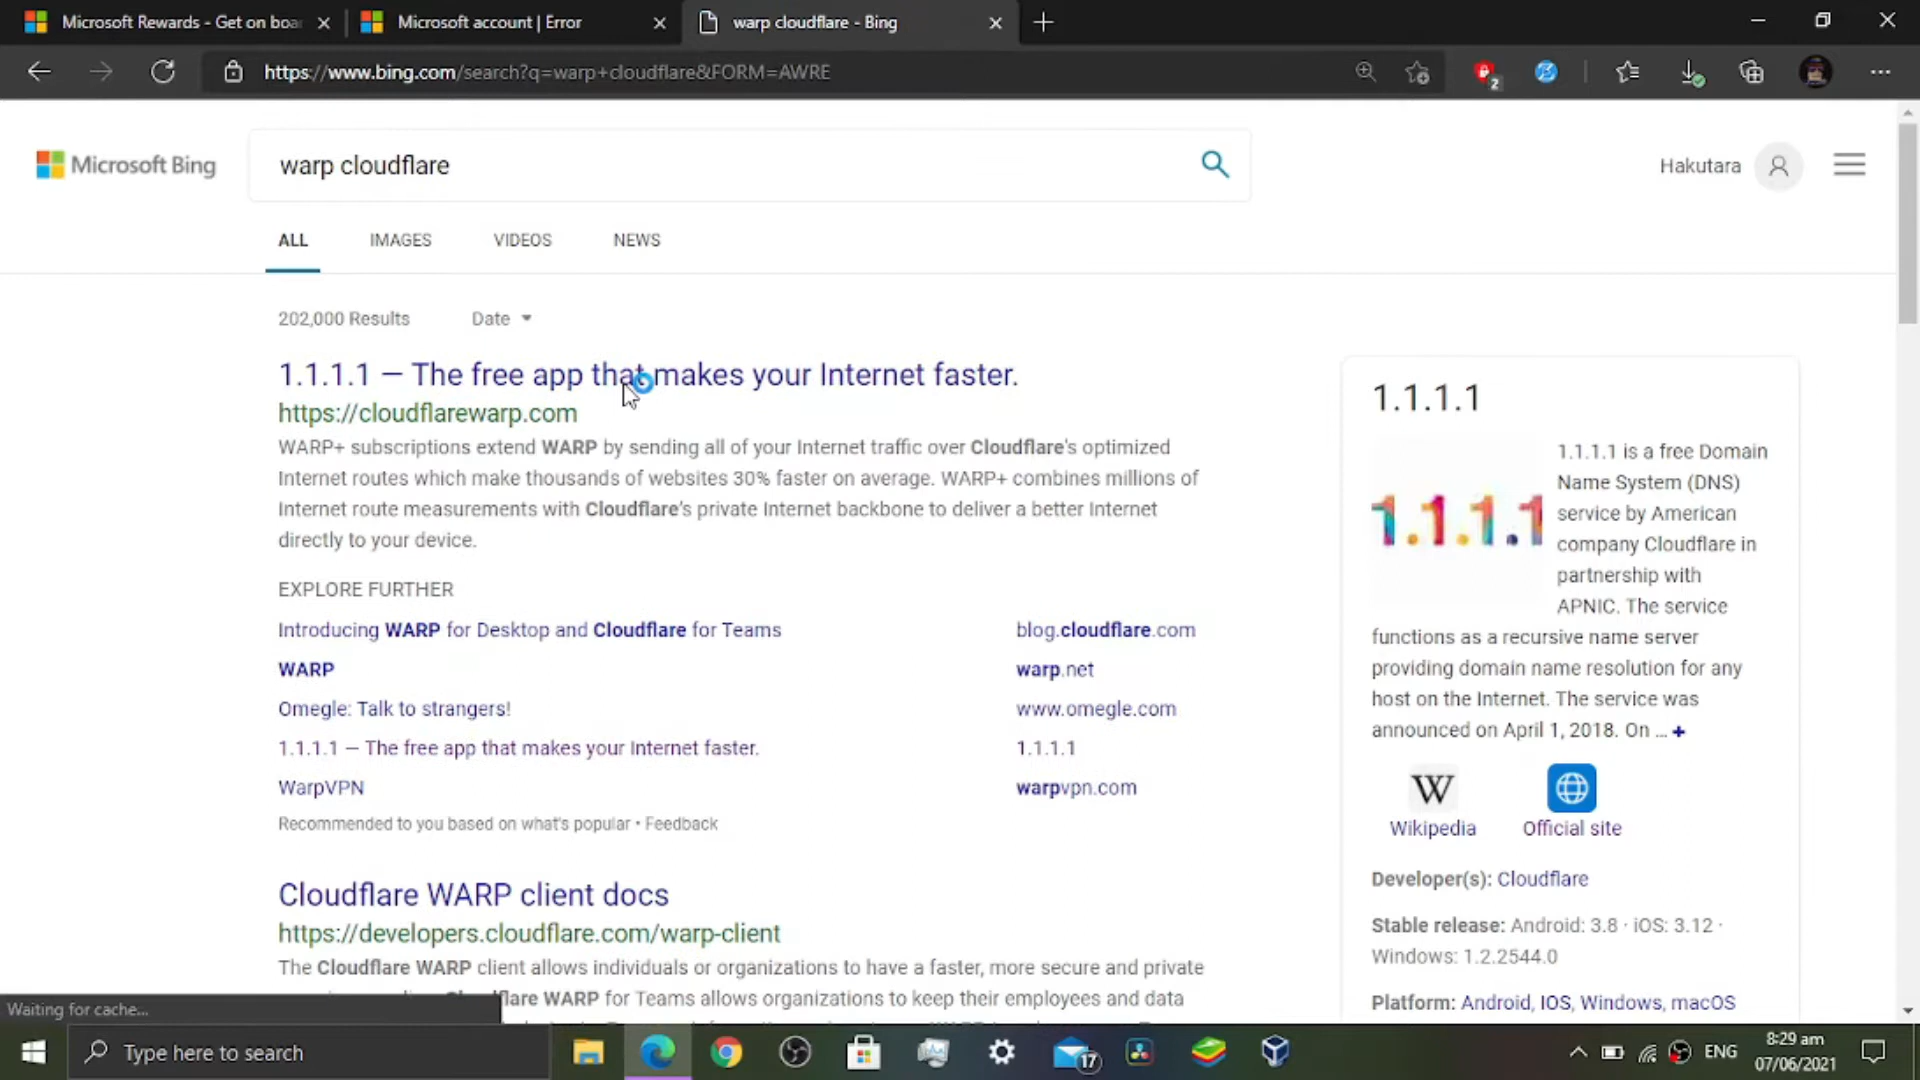 Microsoft Rewards - Get on boa
Microsoft account | Error
warp cloudflare - Bing
https://www.bing.com/search?q=warp+cloudflare&FORM=AWRE
2
Microsoft Bing
warp cloudflare
Hakutara
ALL
IMAGES
VIDEOS
NEWS
202,000 Results
Date
1.1.1.1 — The free app that makes your Internet faster.
https://cloudflarewarp.com
WARP+ subscriptions extend WARP by sending all of your Internet traffic over Cloudflare's optimized
Internet routes which make thousands of websites 30% faster on average. WARP+ combines millions of
Internet route measurements with Cloudflare's private Internet backbone to deliver a better Internet
directly to your device.
EXPLORE FURTHER
Introducing WARP for Desktop and Cloudflare for Teams
blog.cloudflare.com
WARP
warp.net
Omegle: Talk to strangers!
www.omegle.com
1.1.1.1 — The free app that makes your Internet faster.
1.1.1.1
WarpVPN
warpvpn.com
Recommended to you based on what's popular • Feedback
Cloudflare WARP client docs
https://developers.cloudflare.com/warp-client
The Cloudflare WARP client allows individuals or organizations to have a faster, more secure and private
flare WARP for Teams allows organizations to keep their employees and data
1.1.1.1
1.1.1.1
1.1.1.1 is a free Domain
Name System (DNS)
service by American
company Cloudflare in
partnership with
APNIC. The service
functions as a recursive name server
providing domain name resolution for any
host on the Internet. The service was
announced on April 1, 2018. On ... +
W
Wikipedia
Official site
Developer(s): Cloudflare
Stable release: Android: 3.8 · iOS: 3.12 ·
Windows: 1.2.2544.0
Platform: Android, IOS, Windows, macOS
Waiting for cache...
Type here to search
17
ENG
8:29 am
07/06/2021